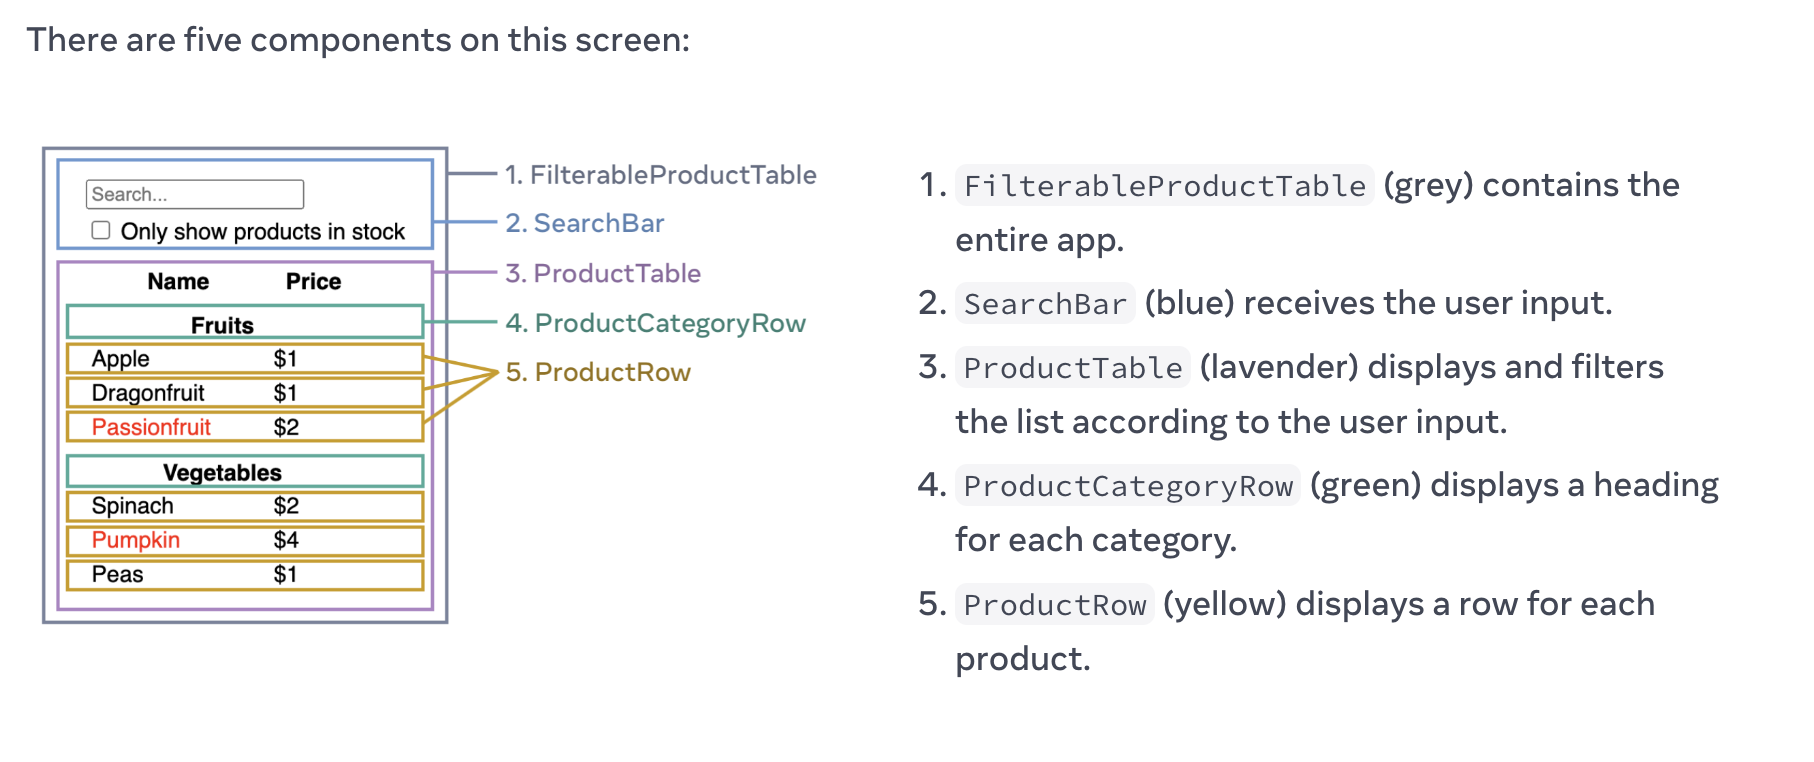 There are five components on this screen:
Search...
Only show products in stock
Name Price
Fruits
Apple $1
Dragonfruit $1
Passionfruit $2
Vegetables
Spinach $2
Pumpkin $4
Peas $1
1. FilterableProductTable
2. SearchBar
3. ProductTable
4. ProductCategoryRow
5. ProductRow
1. FilterableProductTable (grey) contains the
entire app.
2. SearchBar (blue) receives the user input.
3. ProductTable (lavender) displays and filters
the list according to the user input.
4. ProductCategoryRow (green) displays a heading
for each category.
5. ProductRow (yellow) displays a row for each
product.